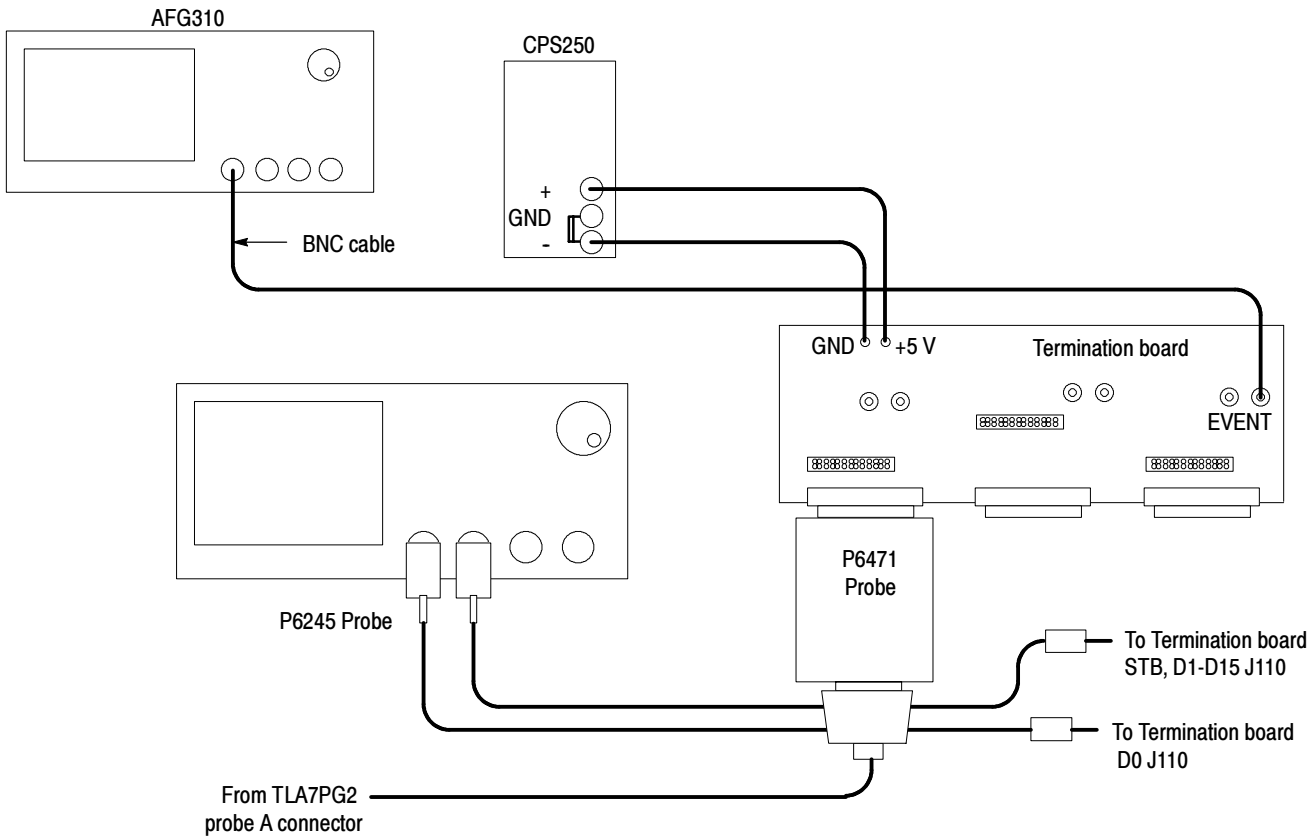 AFG310
CPS250
+
GND
-
BNC cable
GND
+5 V
Termination board
EVENT
P6471
Probe
P6245 Probe
To Termination board
STB, D1-D15 J110
To Termination board
D0 J110
From TLA7PG2
probe A connector